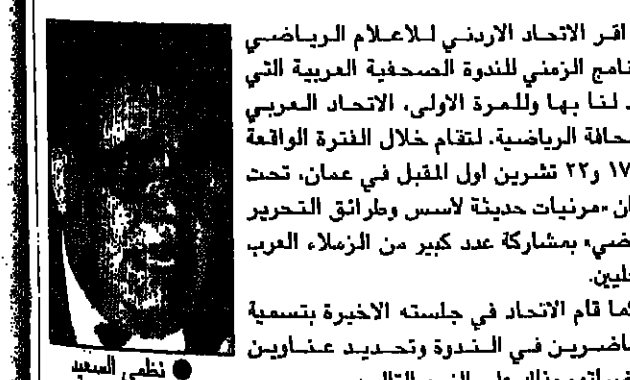 اقر الاتحاد الاردني للاعلام الرياضي
نامج الزمني للندوة الصحفية العربية التي
د لنا بها وللمرة الاولى، الاتحاد العربي
حافة الرياضية، لتقام خلال الفترة الواقعة
١٧ و٢٢ تشرين اول المقبل في عمان، تحت
ان «مرئيات حديثة لاسس وطرائق التحرير
ضي» بمشاركة عدد كبير من الزملاء العرب
ليين.
كما قام الاتحاد في جلسته الاخيرة بتسمية
اضرين في الندوة وتحديد عناوين
● نظمي السعيد